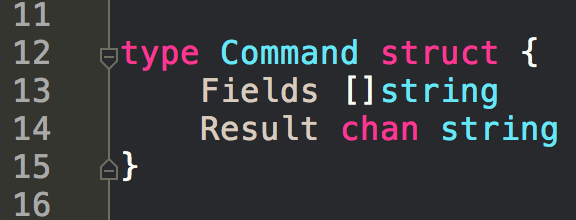 11
12 type Command struct {
13     Fields []string
14     Result chan string
15 }
16